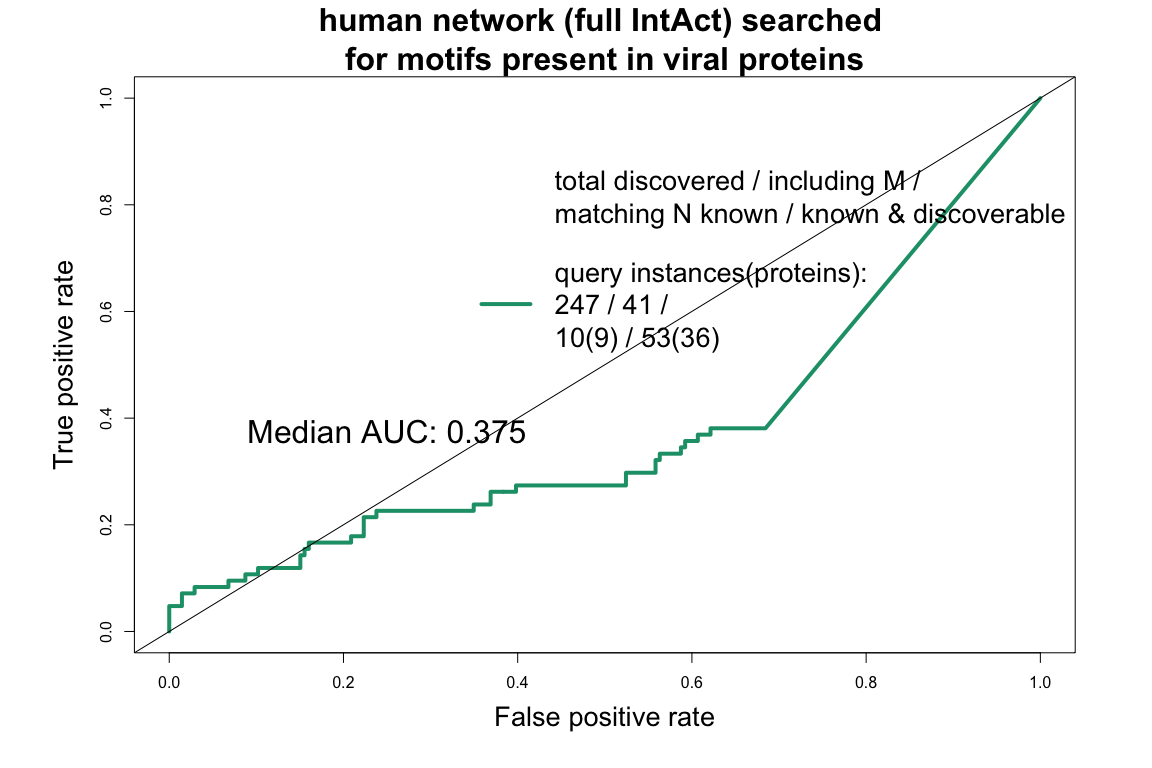 human network (full IntAct) searched
for motifs present in viral proteins
1.0
0.8
0.6
0.4
0.2
0.0
True positive rate
total discovered / including M /
matching N known / known & discoverable
query instances(proteins):
247 / 41 /
10(9) / 53(36)
Median AUC: 0.375
0.0 0.2 0.4 0.6 0.8 1.0
False positive rate